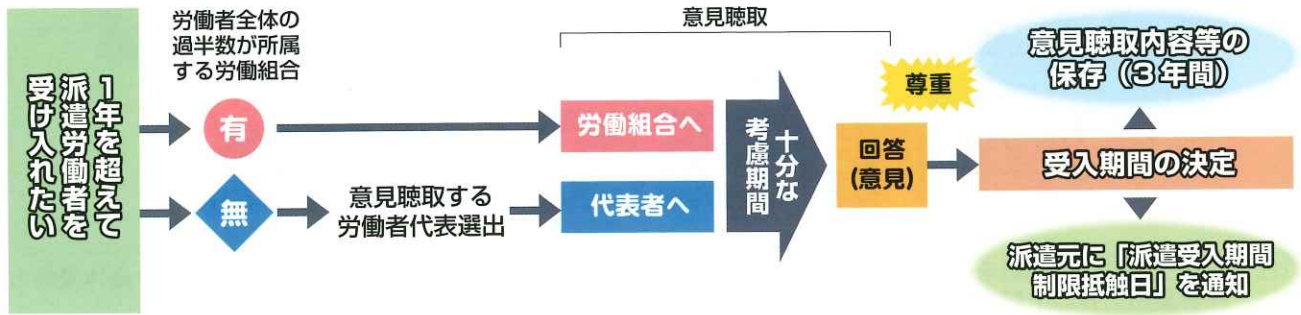 1年を超えて
派遣労働者を
受け入れたい
労働者全体の
過半数が所属
する労働組合
有
無
意見聴取する
労働者代表選出
意見聴取
労働組合へ
代表者へ
十分な
考慮期間
尊重
回答
(意見)
意見聴取内容等の
保存(3年間)
受入期間の決定
派遣元に「派遣受入期間
制限抵触日」を通知